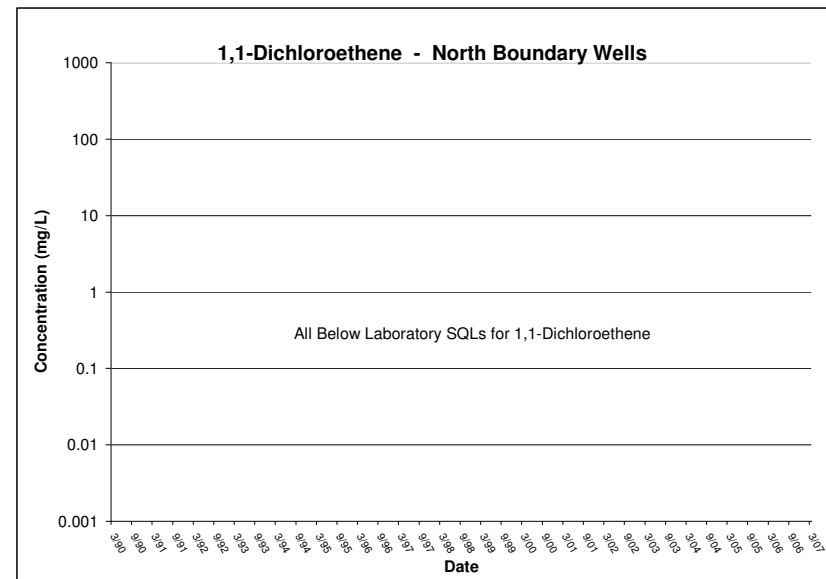 1,1-Dichloroethene - North Boundary Wells
1000
100
10
1
0.1
0.01
0.001
Concentration (mg/L)
All Below Laboratory SQLs for 1,1-Dichloroethene
3/90 9/90 3/91 9/91 3/92 9/92 3/93 9/93 3/94 9/94 3/95 9/95 3/96 9/96 3/97 9/97 3/98 9/98 3/99 9/99 3/00 9/00 3/01 9/01 3/02 9/02 3/03 9/03 3/04 9/04 3/05 9/05 3/06 9/06 3/07
Date